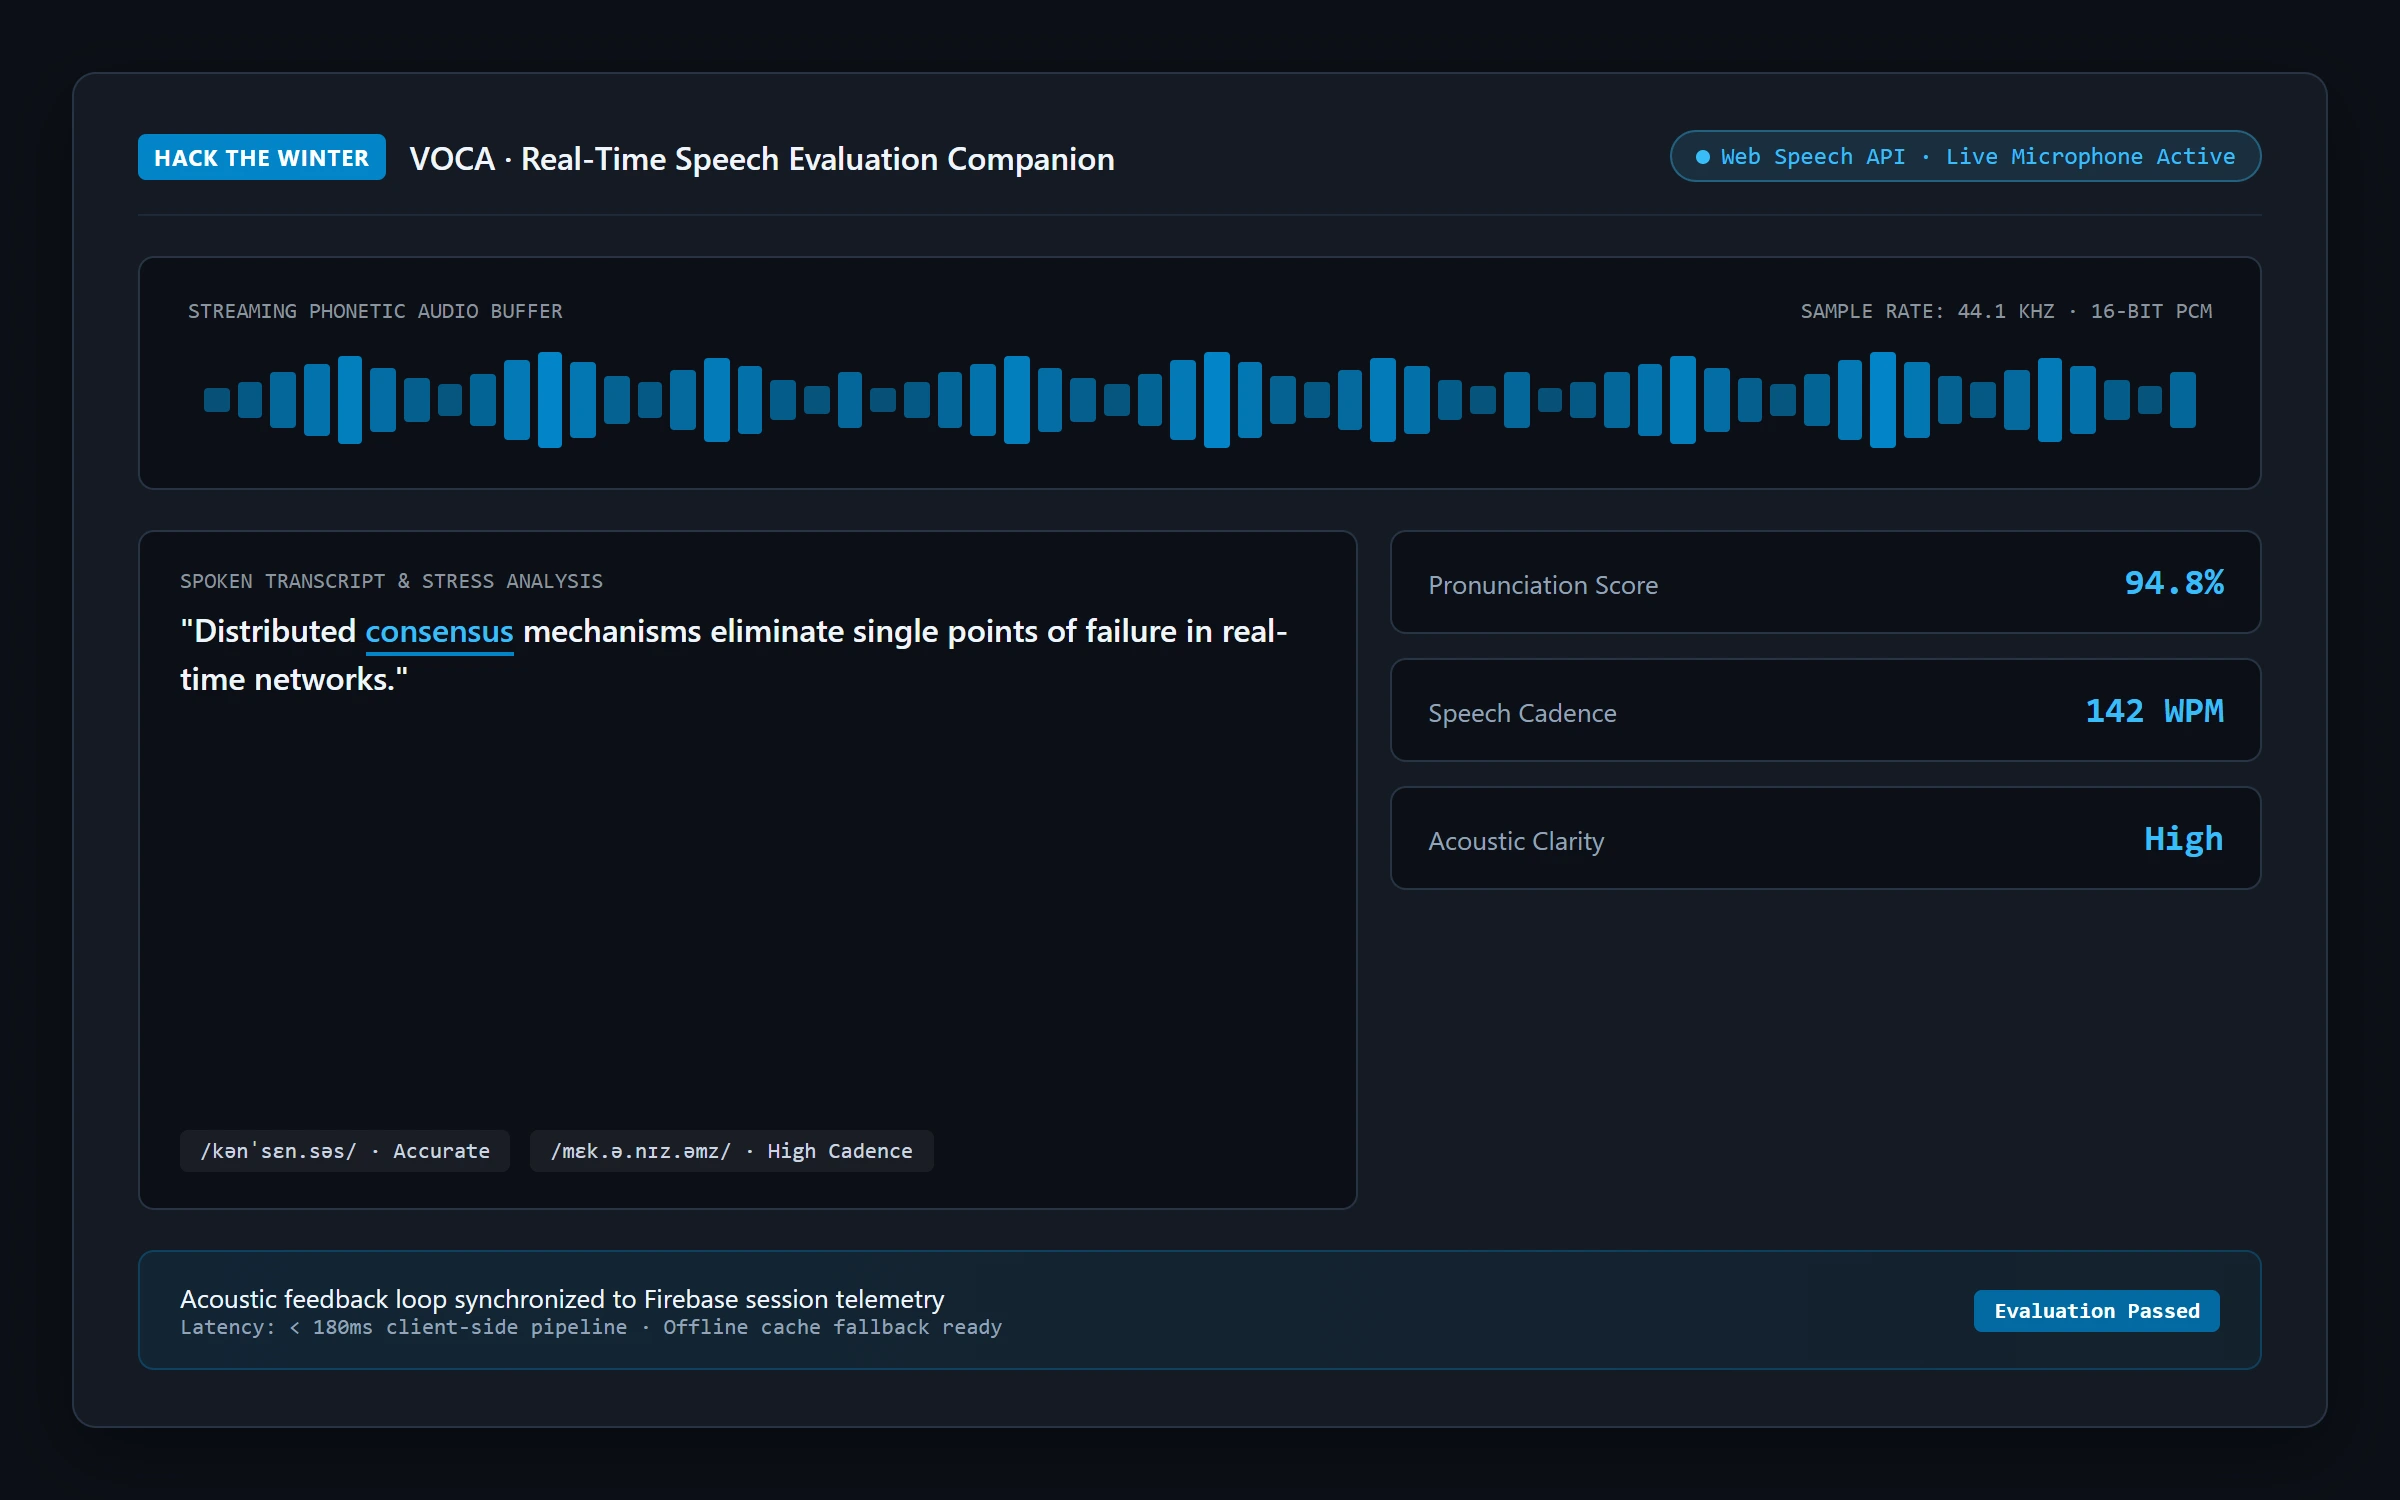 HACK THE WINTER
VOCA · Real-Time Speech Evaluation Companion
Web Speech API · Live Microphone Active
STREAMING PHONETIC AUDIO BUFFER
SAMPLE RATE: 44.1 KHZ · 16-BIT PCM
SPOKEN TRANSCRIPT & STRESS ANALYSIS
"Distributed consensus mechanisms eliminate single points of failure in real-
time networks."
/kənˈsɛn.səs/ · Accurate
/mɛk.ə.nɪz.əmz/ · High Cadence
Pronunciation Score
94.8%
Speech Cadence
142 WPM
Acoustic Clarity
High
Acoustic feedback loop synchronized to Firebase session telemetry
Latency: < 180ms client-side pipeline · Offline cache fallback ready
Evaluation Passed